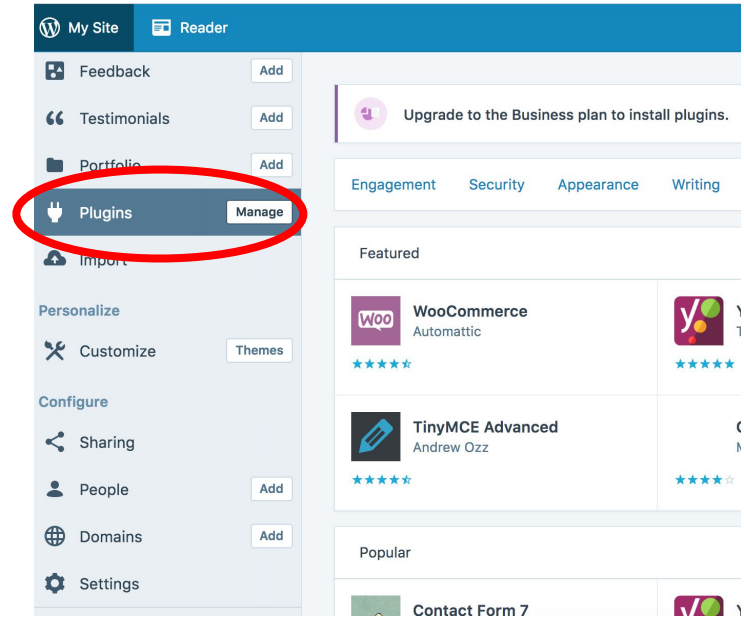 My Site
Reader
Feedback
Add
Testimonials
Add
Portfolio
Add
Plugins
Manage
Import
Personalize
Customize
Themes
Configure
Sharing
People
Add
Domains
Add
Settings
Upgrade to the Business plan to install plugins.
Engagement Security Appearance Writing
Featured
WOO
WooCommerce
Automattic
y
Y
T
TinyMCE Advanced
Andrew Ozz
Popular
Contact Form 7